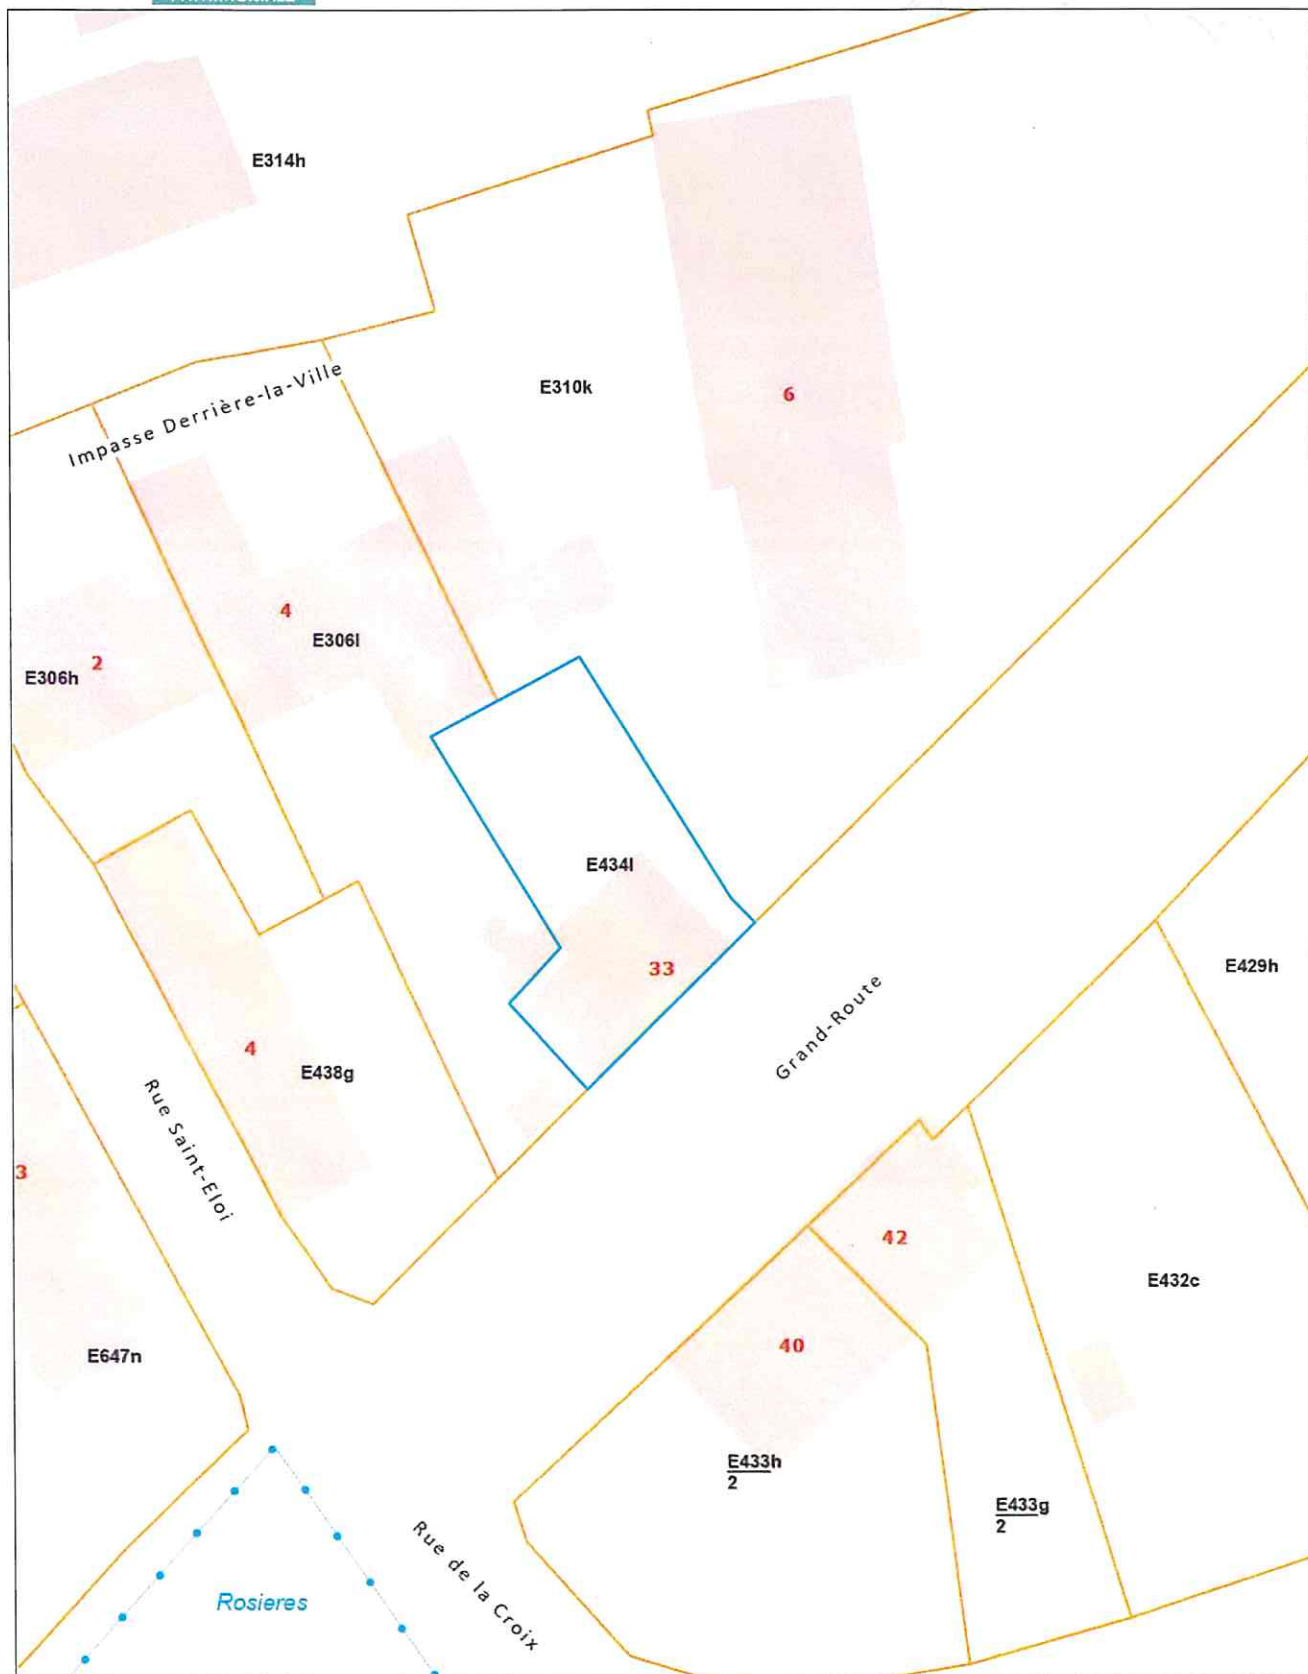 E314h
Impasse Derrière-la-Ville
E310k
6
4
E306l
2
E306h
E434l
33
E429h
Grand-Route
4
E438g
Rue Saint-Eloi
3
42
E432c
40
E647n
E433h
2
E433g
2
Rue de la Croix
Rosieres